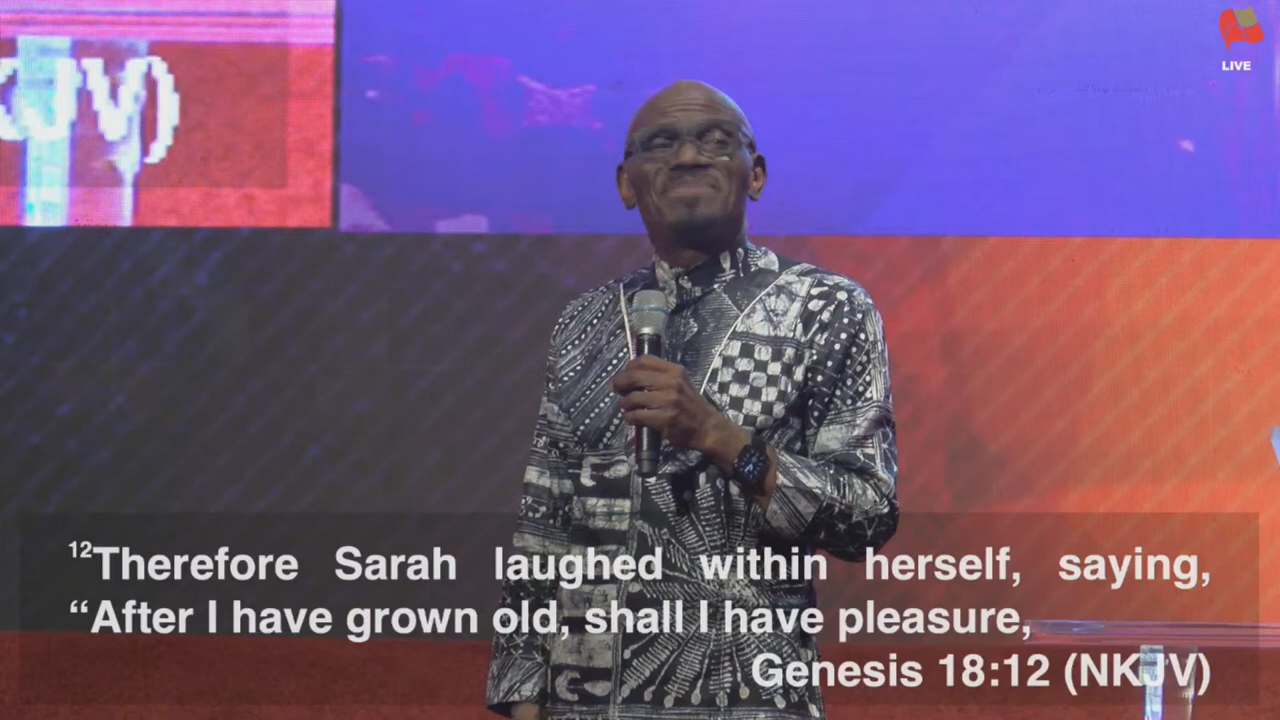 KJV)
LIVE
¹²Therefore Sarah laughed within herself, saying,
“After I have grown old, shall I have pleasure,
Genesis 18:12 (NKJV)